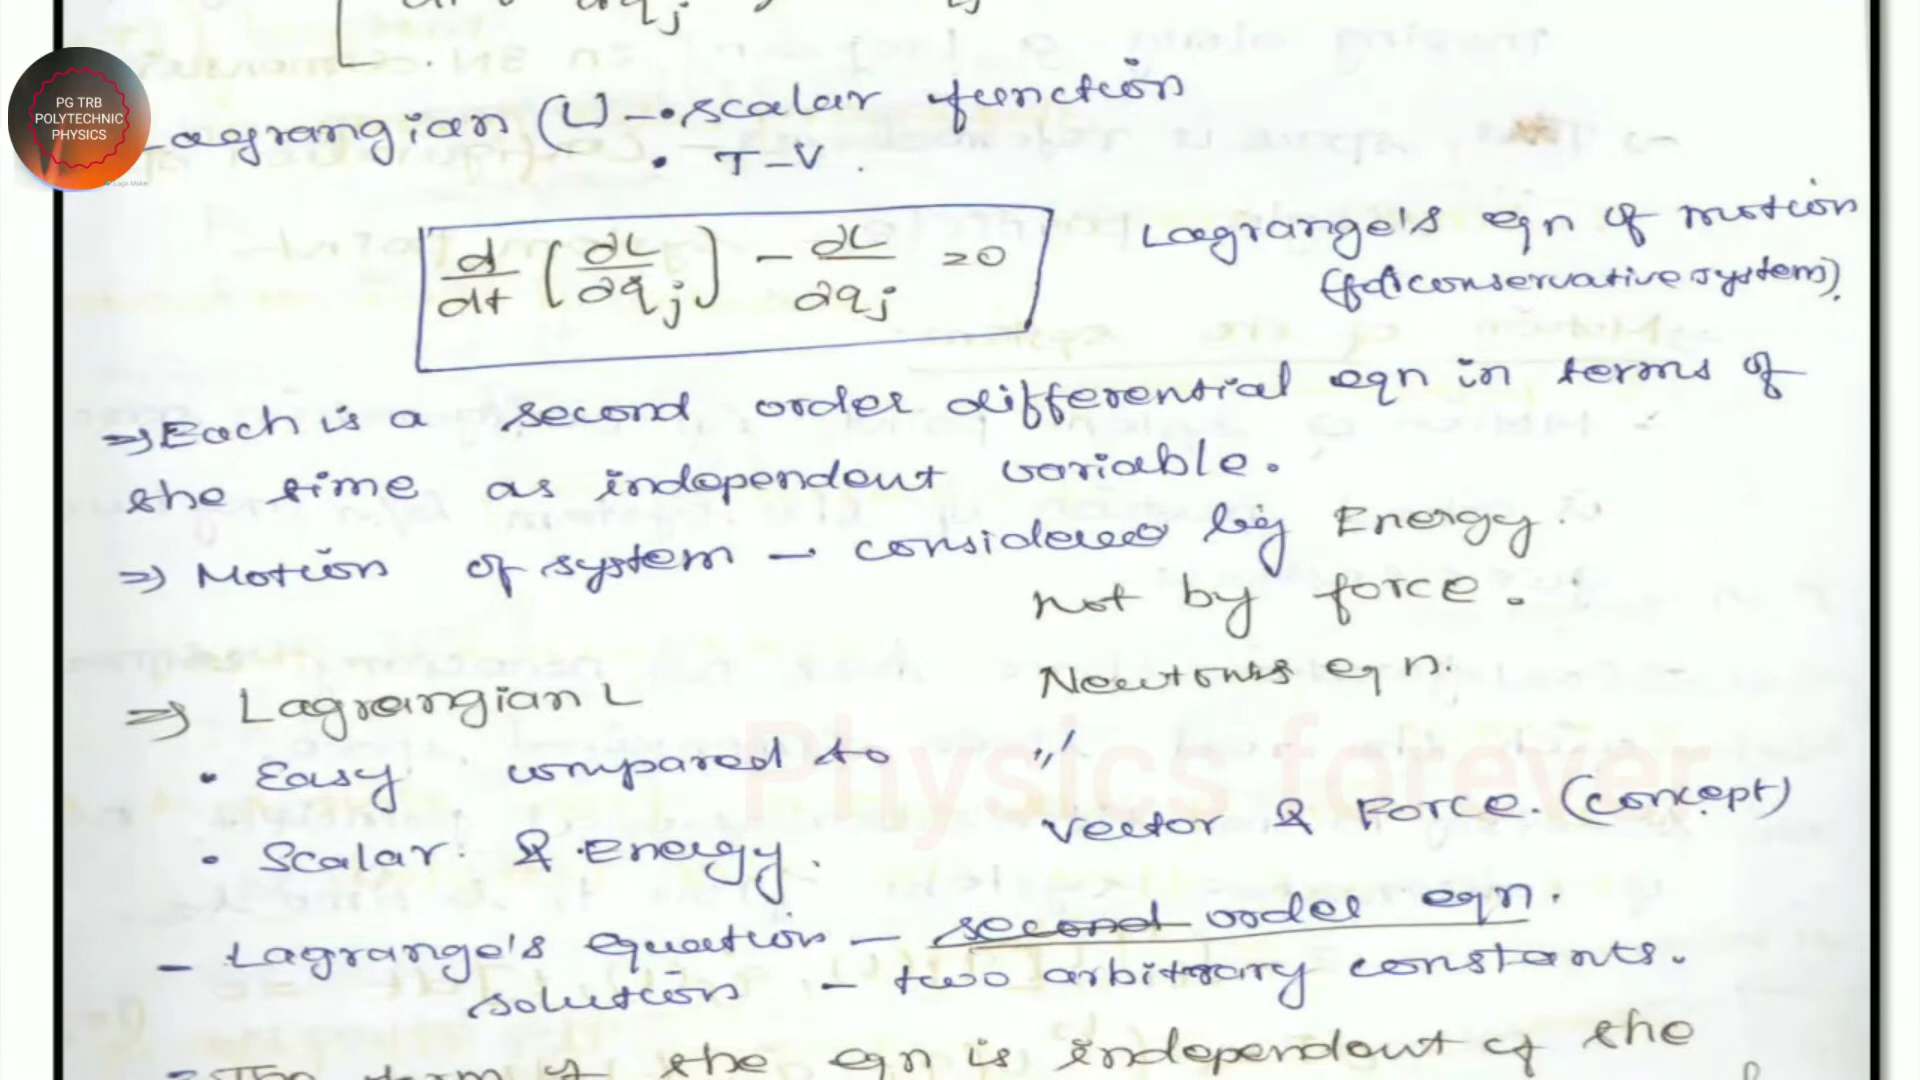 PG TRB
POLYTECHNIC
PHYSICS
Lagrangian (L) - • scalar function
• T-V.
d/dt (∂L/∂q̇j) - ∂L/∂qj =0
Lagrange's eqn of motion
(for conservative system).
⇒ Each is a second order differential eqn in terms of
the time as independent variable.
⇒ Motion of system - considered by Energy.
not by force.
⇒ Lagrangian L
Newton's eqn.
• Easy compared to
,,
• Scalar & Energy.
Vector & Force. (concept)
- Lagrange's equation - second order eqn.
solution - two arbitrary constants.
the eqn is independent of the
Physics forever